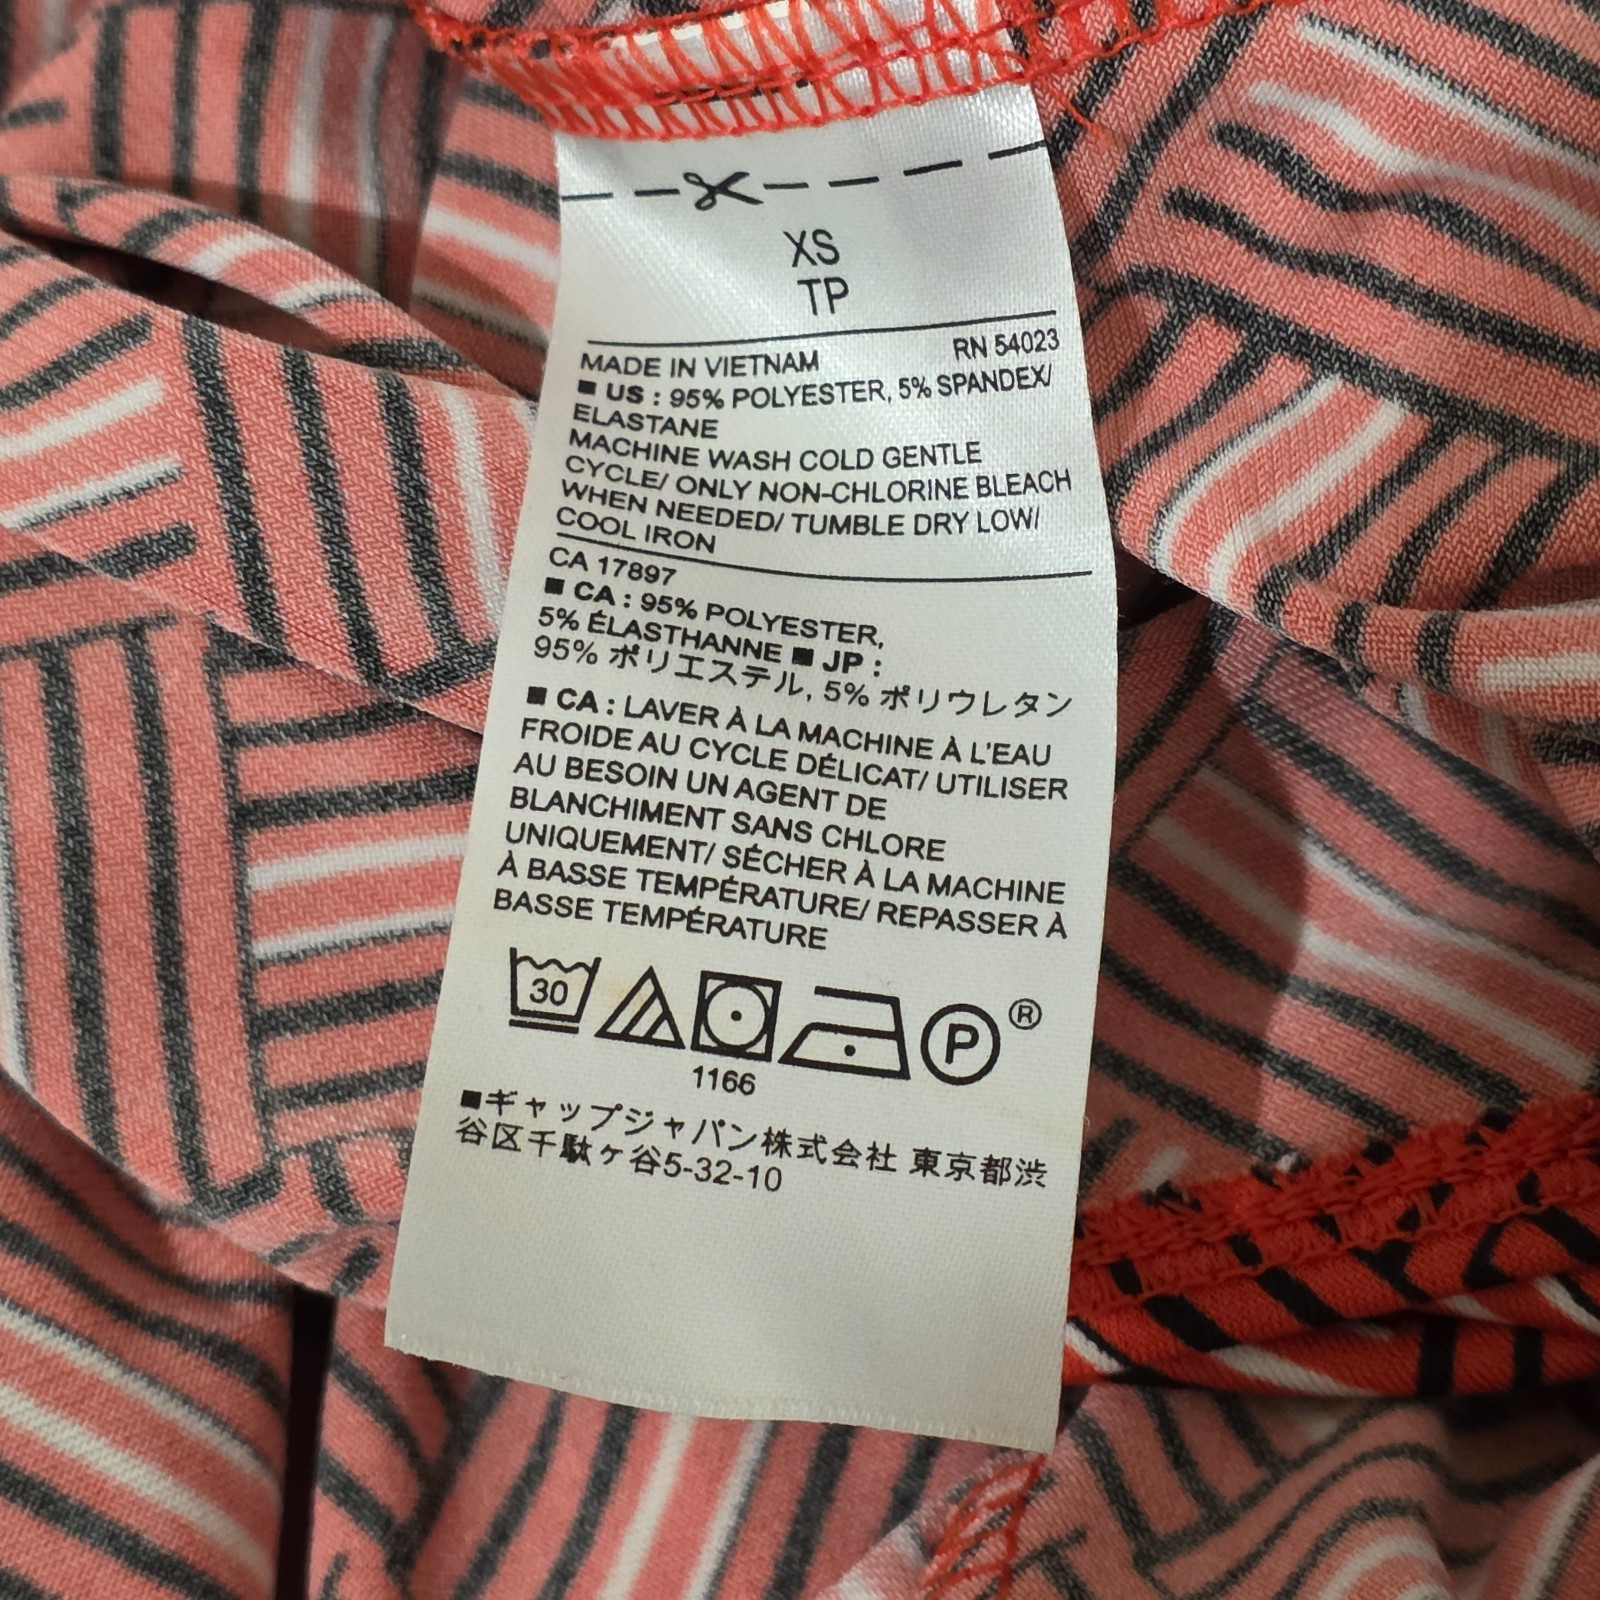 XS
TP
MADE IN VIETNAM RN 54023
■ US : 95% POLYESTER, 5% SPANDEX/
ELASTANE
MACHINE WASH COLD GENTLE
CYCLE/ ONLY NON-CHLORINE BLEACH
WHEN NEEDED/ TUMBLE DRY LOW/
COOL IRON
CA 17897
■ CA : 95% POLYESTER,
5% ÉLASTHANNE ■ JP :
95% ポリエステル, 5% ポリウレタン
■ CA : LAVER À LA MACHINE À L'EAU
FROIDE AU CYCLE DÉLICAT/ UTILISER
AU BESOIN UN AGENT DE
BLANCHIMENT SANS CHLORE
UNIQUEMENT/ SÉCHER À LA MACHINE
À BASSE TEMPÉRATURE/ REPASSER À
BASSE TEMPÉRATURE
30 P ®
1166
■ギャップジャパン株式会社 東京都渋
谷区千駄ヶ谷5-32-10